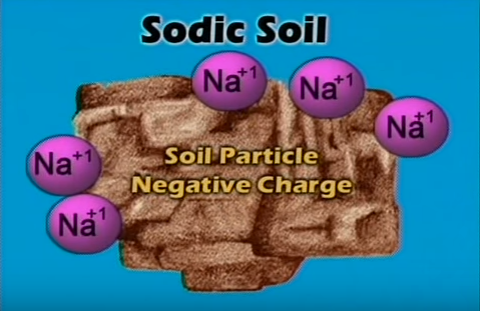 Sodic Soil
Na+1
Na+1
Na+1
Na+1
Na+1
Soil Particle
Negative Charge